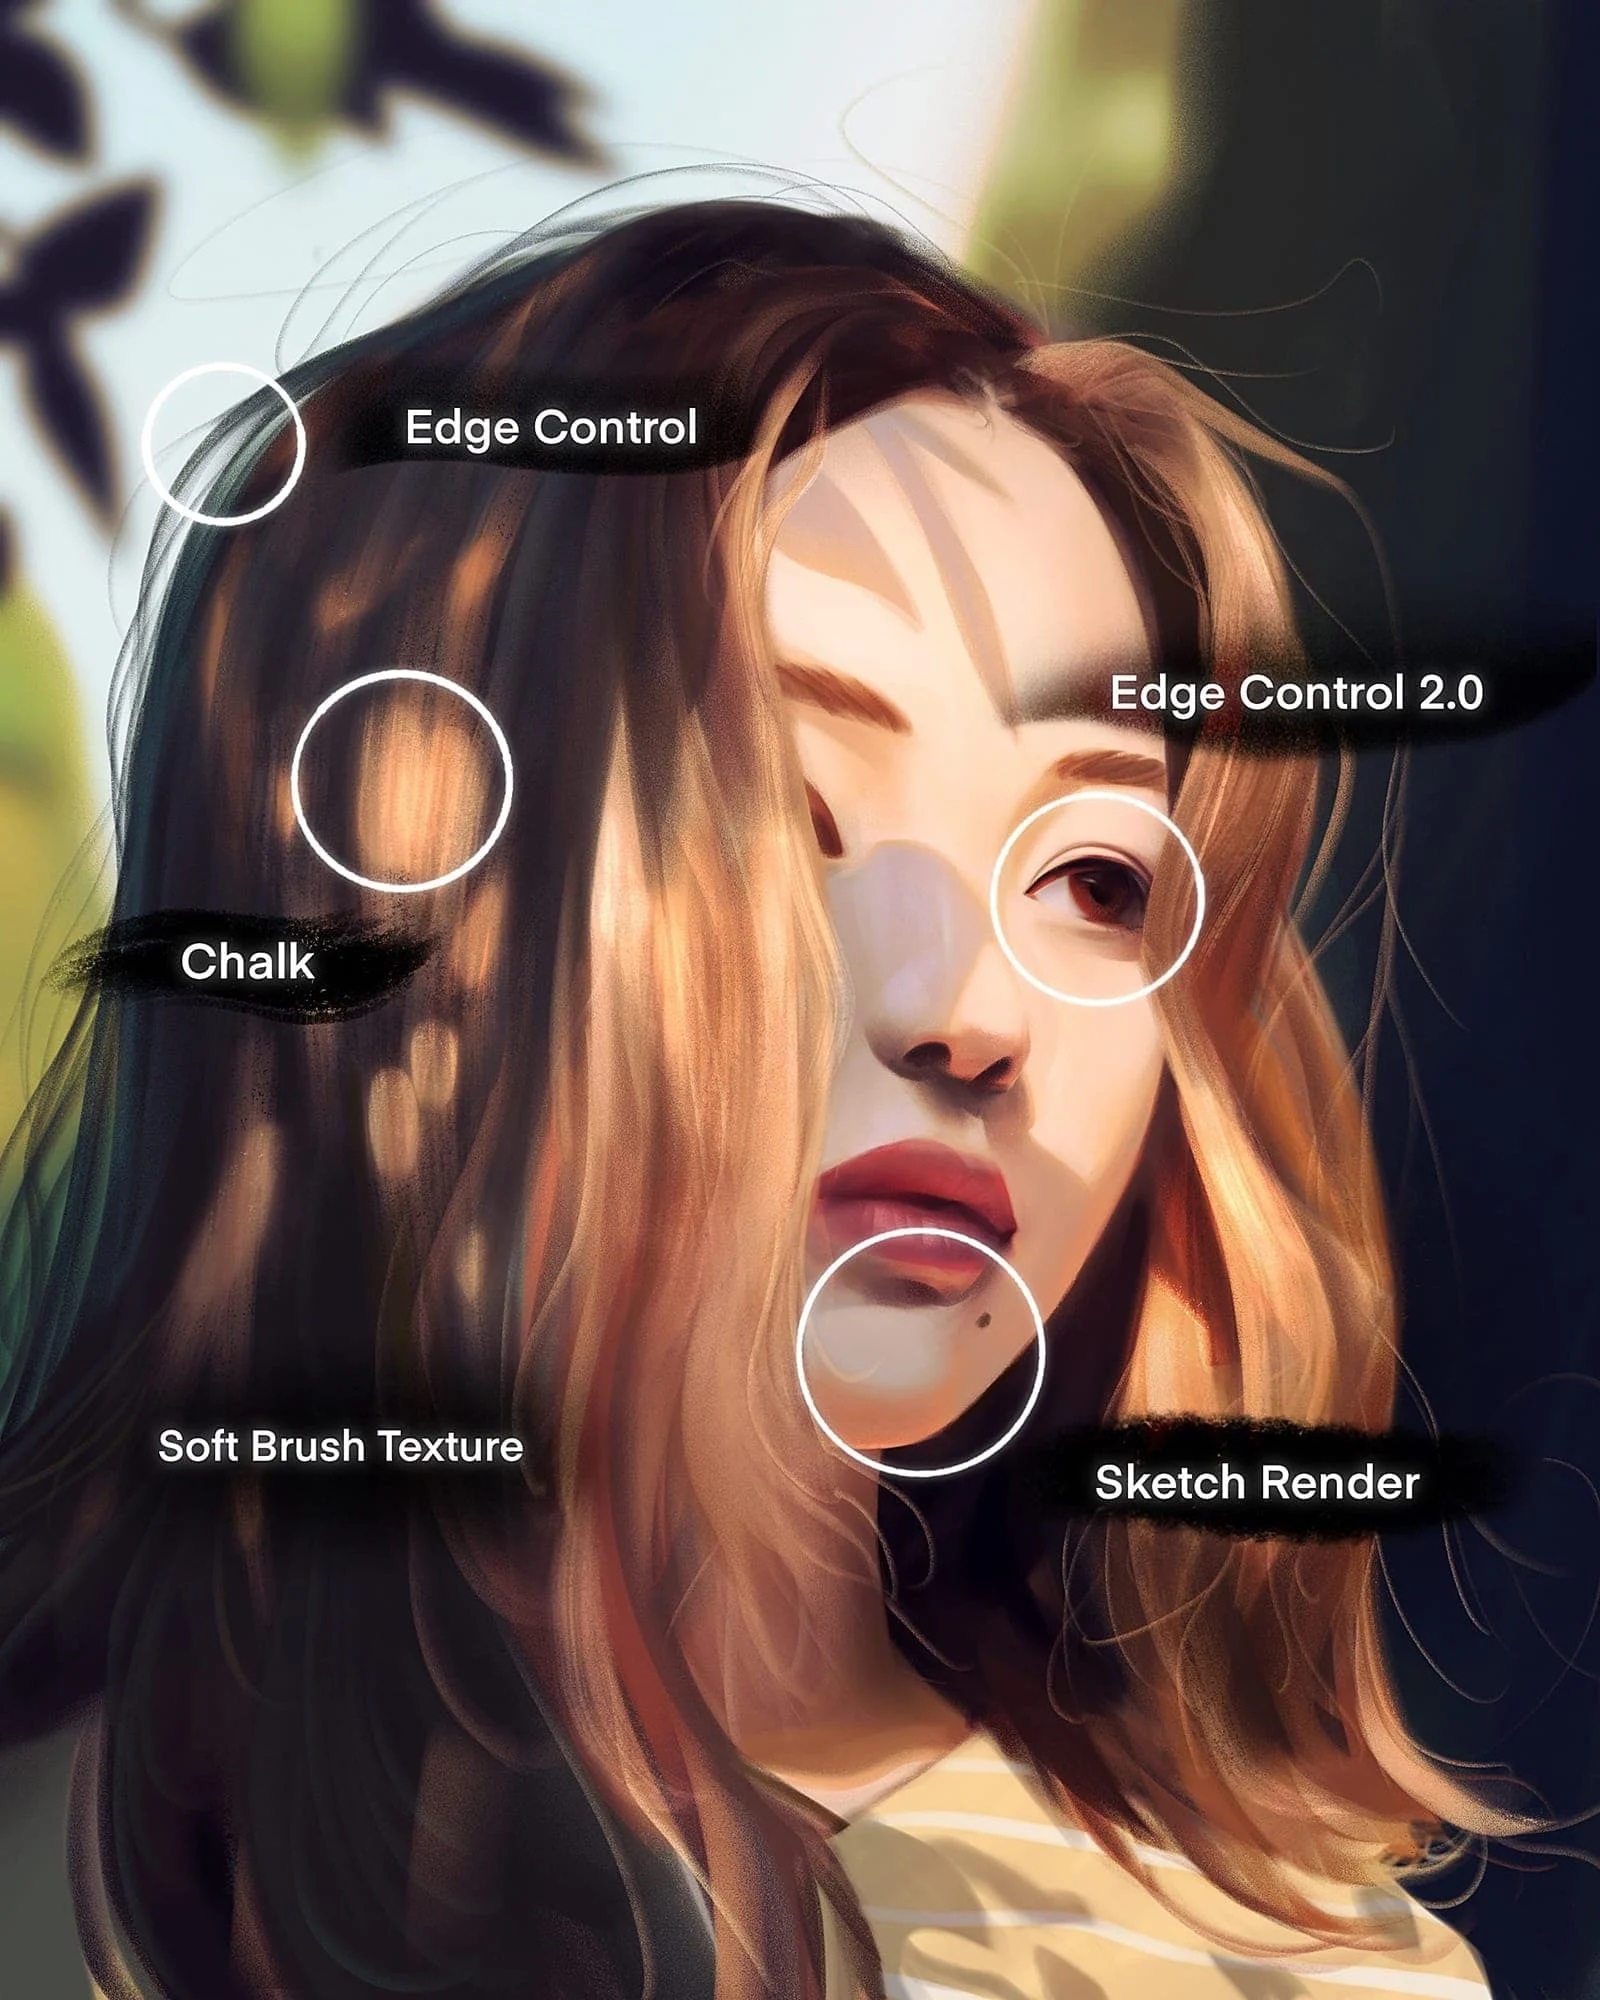 Edge Control
Edge Control 2.0
Chalk
Soft Brush Texture
Sketch Render